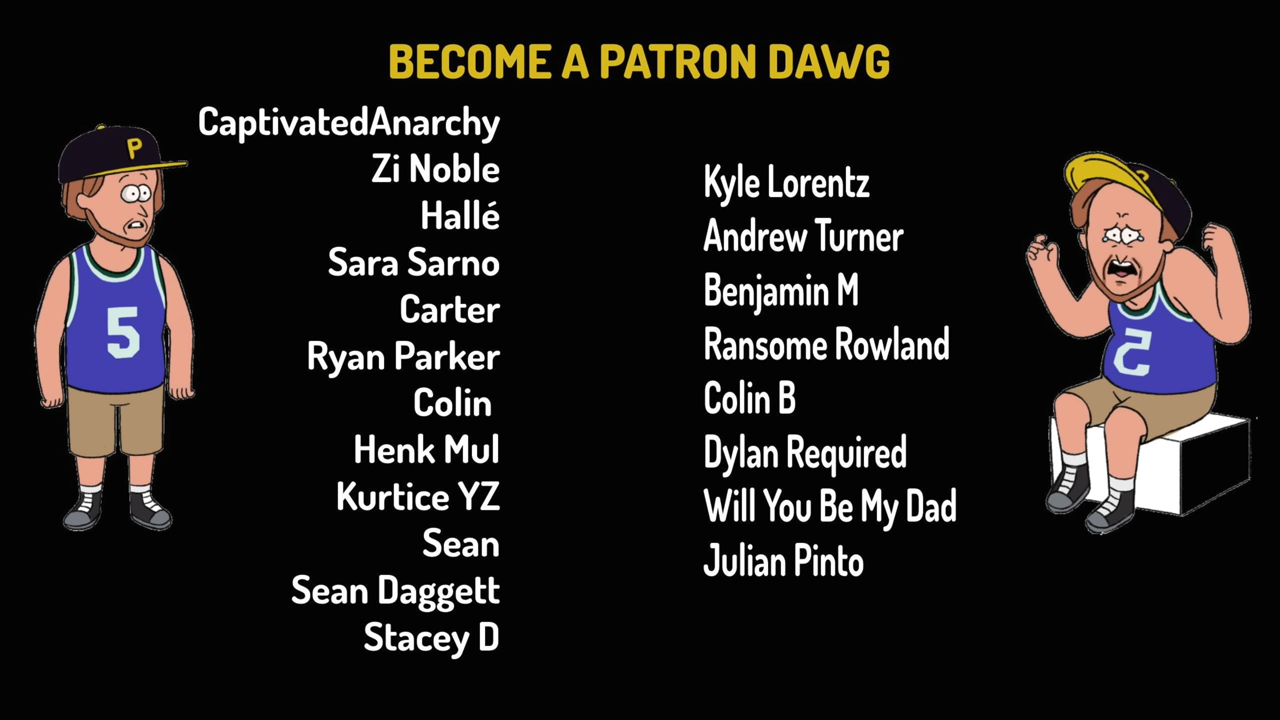 BECOME A PATRON DAWG
CaptivatedAnarchy
Zi Noble
Hallé
Sara Sarno
Carter
Ryan Parker
Colin
Henk Mul
Kurtice YZ
Sean
Sean Daggett
Stacey D
Kyle Lorentz
Andrew Turner
Benjamin M
Ransome Rowland
Colin B
Dylan Required
Will You Be My Dad
Julian Pinto
P
5
5